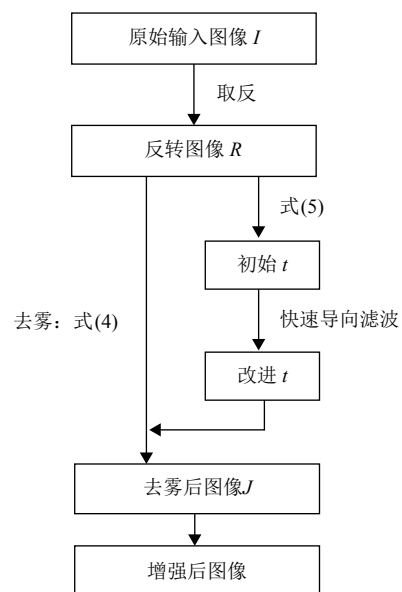 原始输入图像 I
取反
反转图像 R
式(5)
初始 t
去雾：式(4)
快速导向滤波
改进 t
去雾后图像J
增强后图像